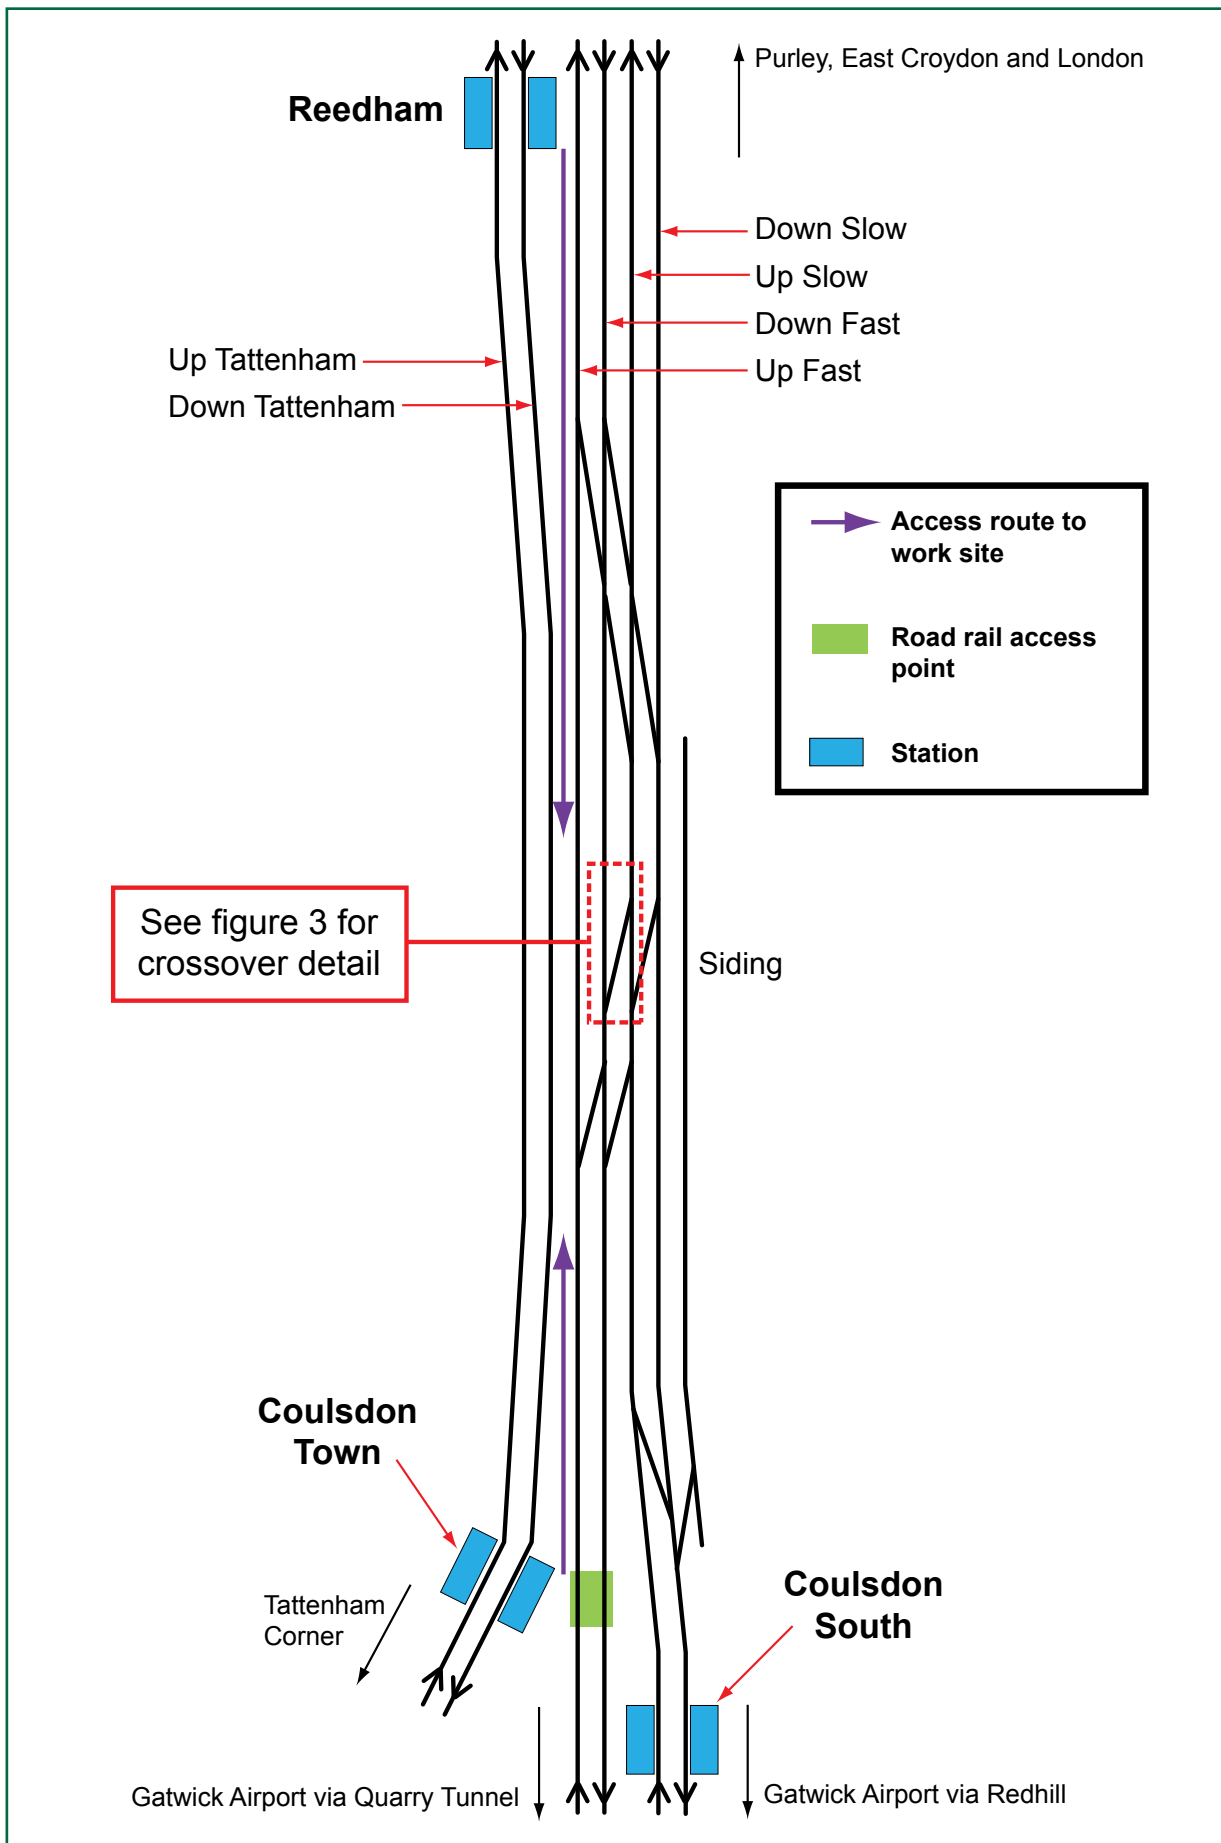 Purley, East Croydon and London
Reedham
Down Slow
Up Slow
Down Fast
Up Fast
Up Tattenham
Down Tattenham
Access route to
work site
Road rail access
point
Station
See figure 3 for
crossover detail
Siding
Coulsdon
Town
Tattenham
Corner
Coulsdon
South
Gatwick Airport via Quarry Tunnel
Gatwick Airport via Redhill